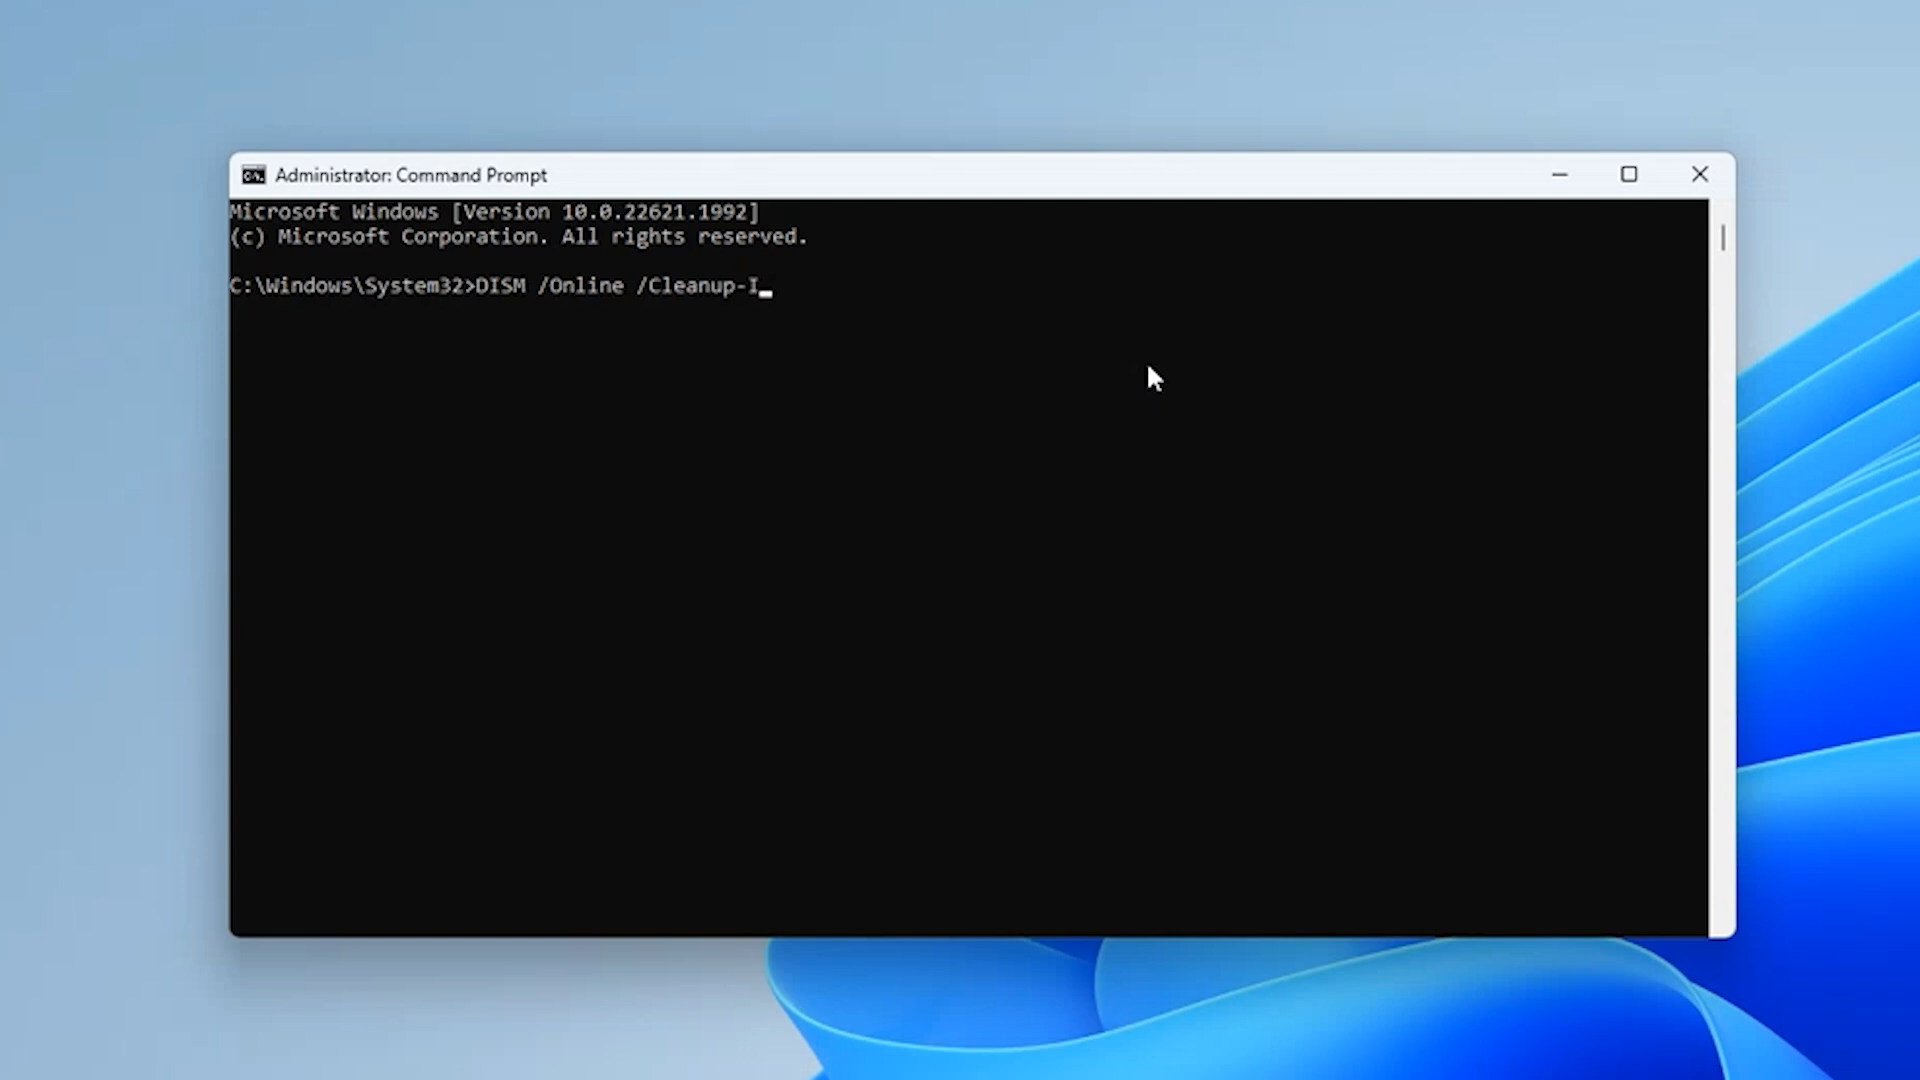 Administrator: Command Prompt
Microsoft Windows [Version 10.0.22621.1992]
(c) Microsoft Corporation. All rights reserved.
C:\Windows\System32>DISM /Online /Cleanup-I